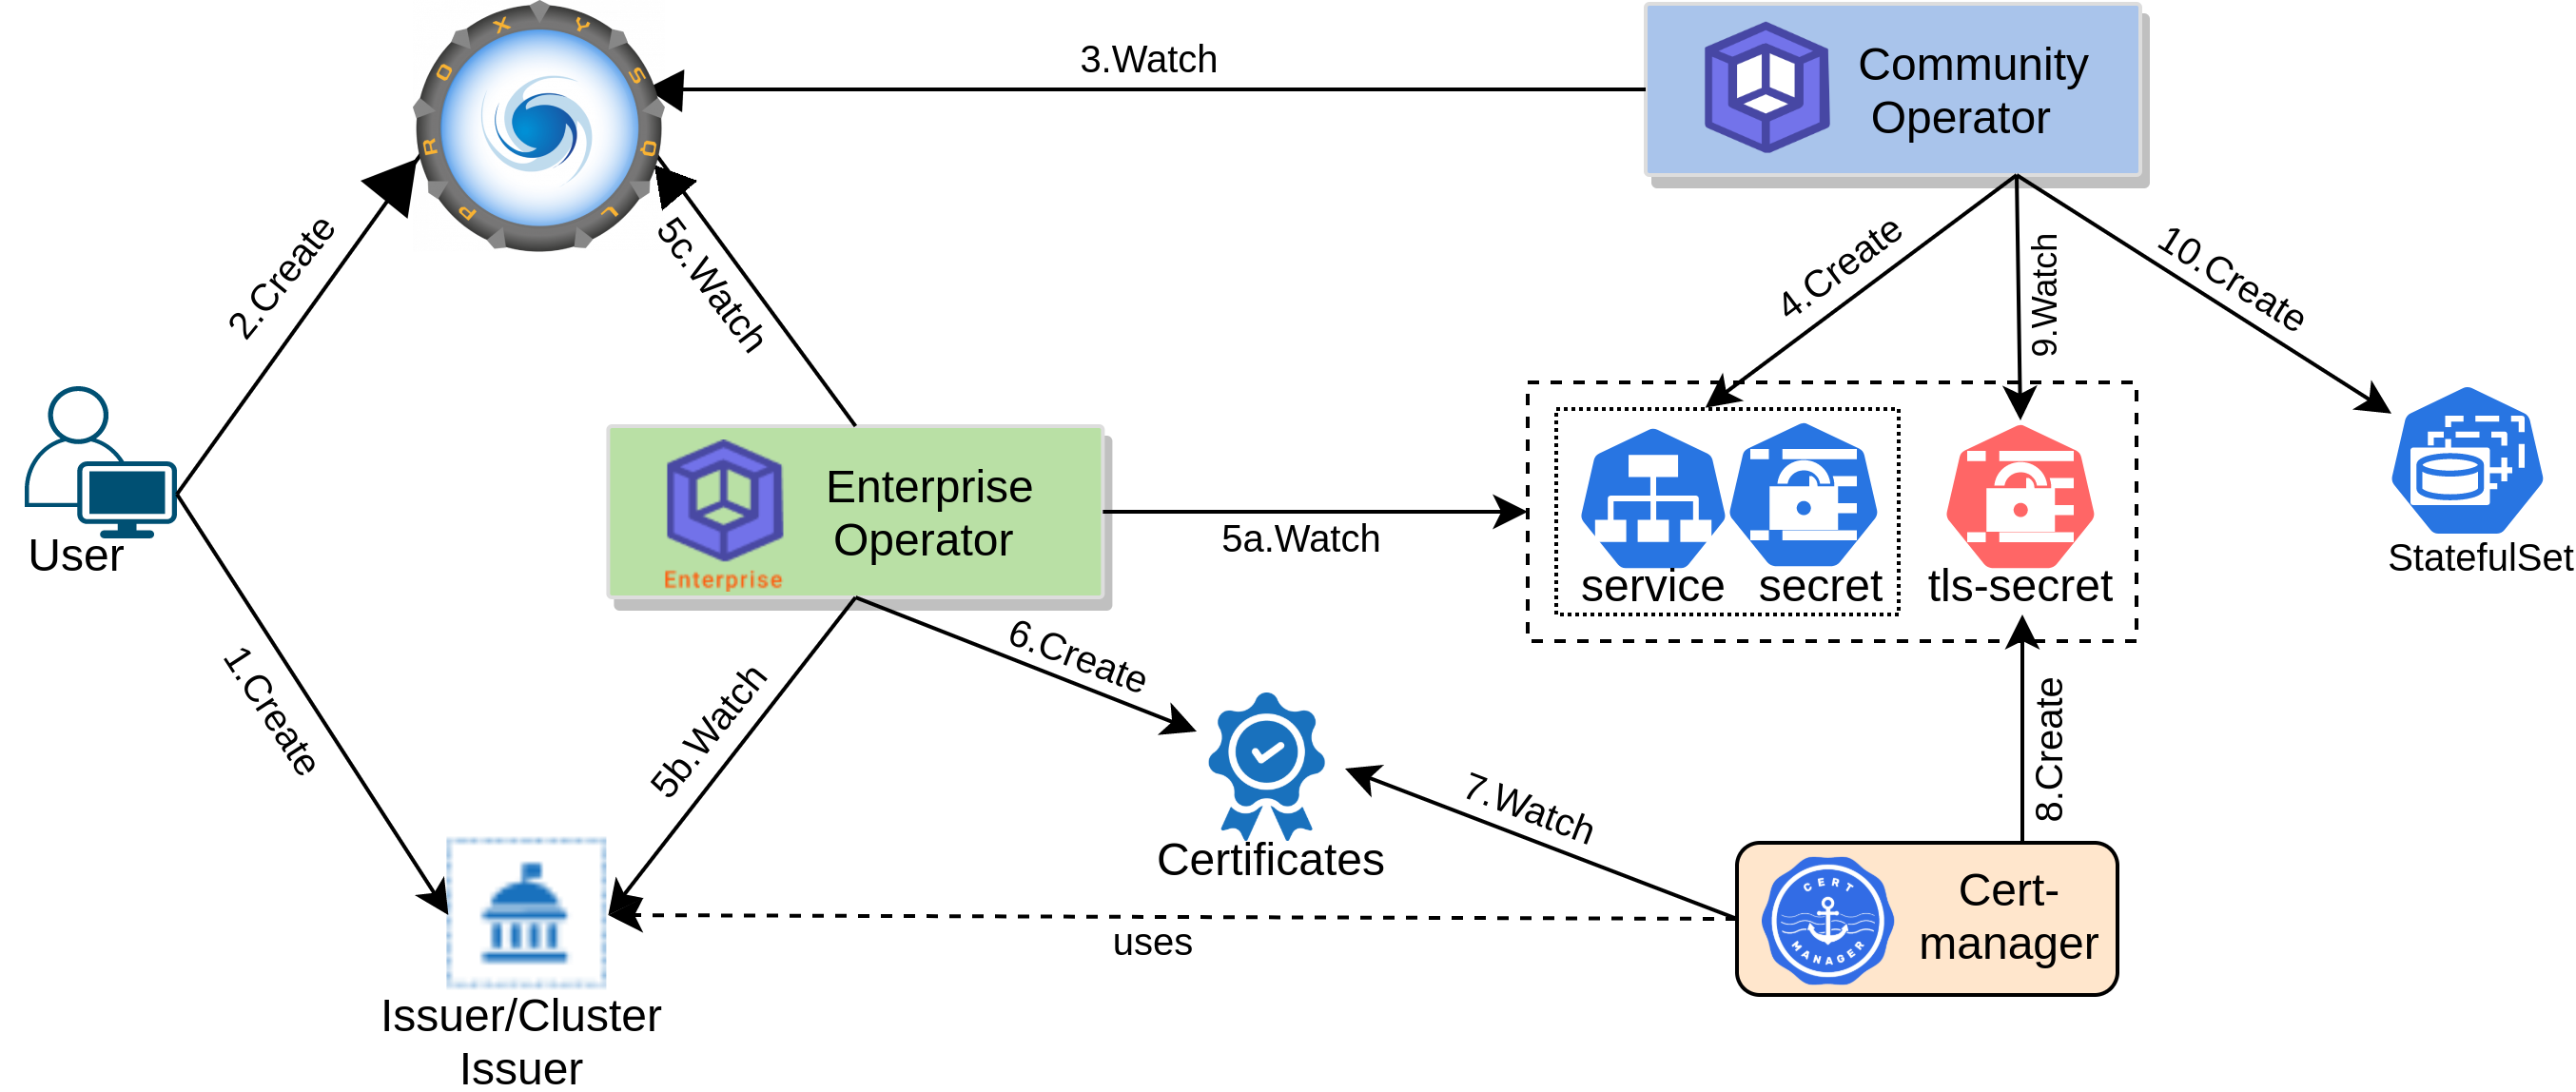 PROXYSQL
3.Watch
Community
Operator
2.Create
5c.Watch
4.Create
9.Watch
10.Create
User
Enterprise
Operator
Enterprise
5a.Watch
service
secret
tls-secret
StatefulSet
1.Create
5b.Watch
6.Create
Certificates
7.Watch
8.Create
uses
CERT
MANAGER
Cert-
manager
Issuer/Cluster
Issuer